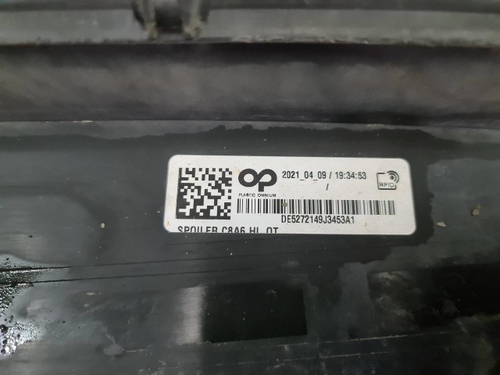 op
PLASTIC OMNIUM
2021_04_09 / 19:34:53
/
RFID
DE5272149J3453A1
SPOILER C8A6 HL OT